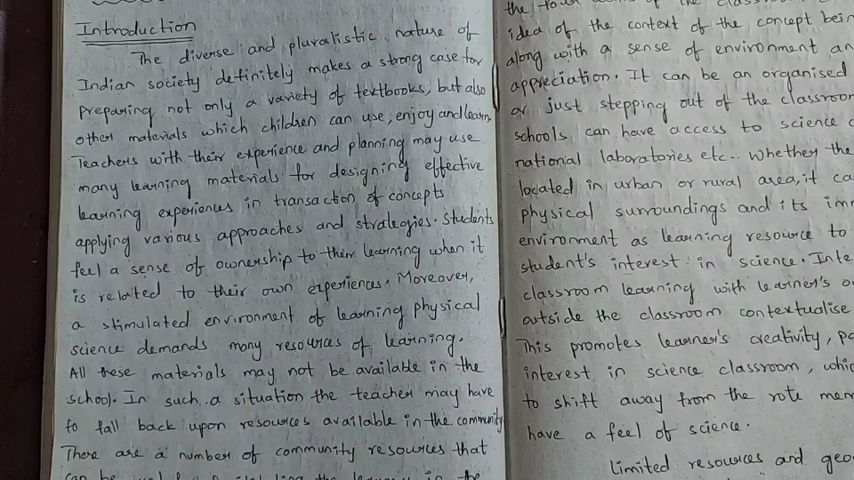 Introduction
The diverse and pluralistic nature of
Indian society definitely makes a strong case for
preparing not only a variety of textbooks, but also
other materials which children can use, enjoy and learn
Teachers with their experience and planning may use
many learning materials for designing effective
learning experiences in transaction of concepts
applying various approaches and strategies. Students
feel a sense of ownership to their learning when it
is related to their own experiences. Moreover,
a stimulated environment of learning physical
science demands many resources of learning.
All these materials may not be available in the
school. In such a situation the teacher may have
to fall back upon resources available in the community
There are a number of community resources that
can be in the
the of the
idea of the context of the concept bein
along with a sense of environment an
appreciation. It can be an organised
or just stepping out of the classroom
schools can have access to science c
national laboratories etc.. whether the
located in urban or rural area, it ca
physical surroundings and its imm
environment as learning resource to
student's interest in science. Inte
classroom learning with learner's o
outside the classroom contextualise
This promotes learner's creativity, pa
interest in science classroom, whic
to shift away from the rote mem
have a feel of science.
Limited resources and geo